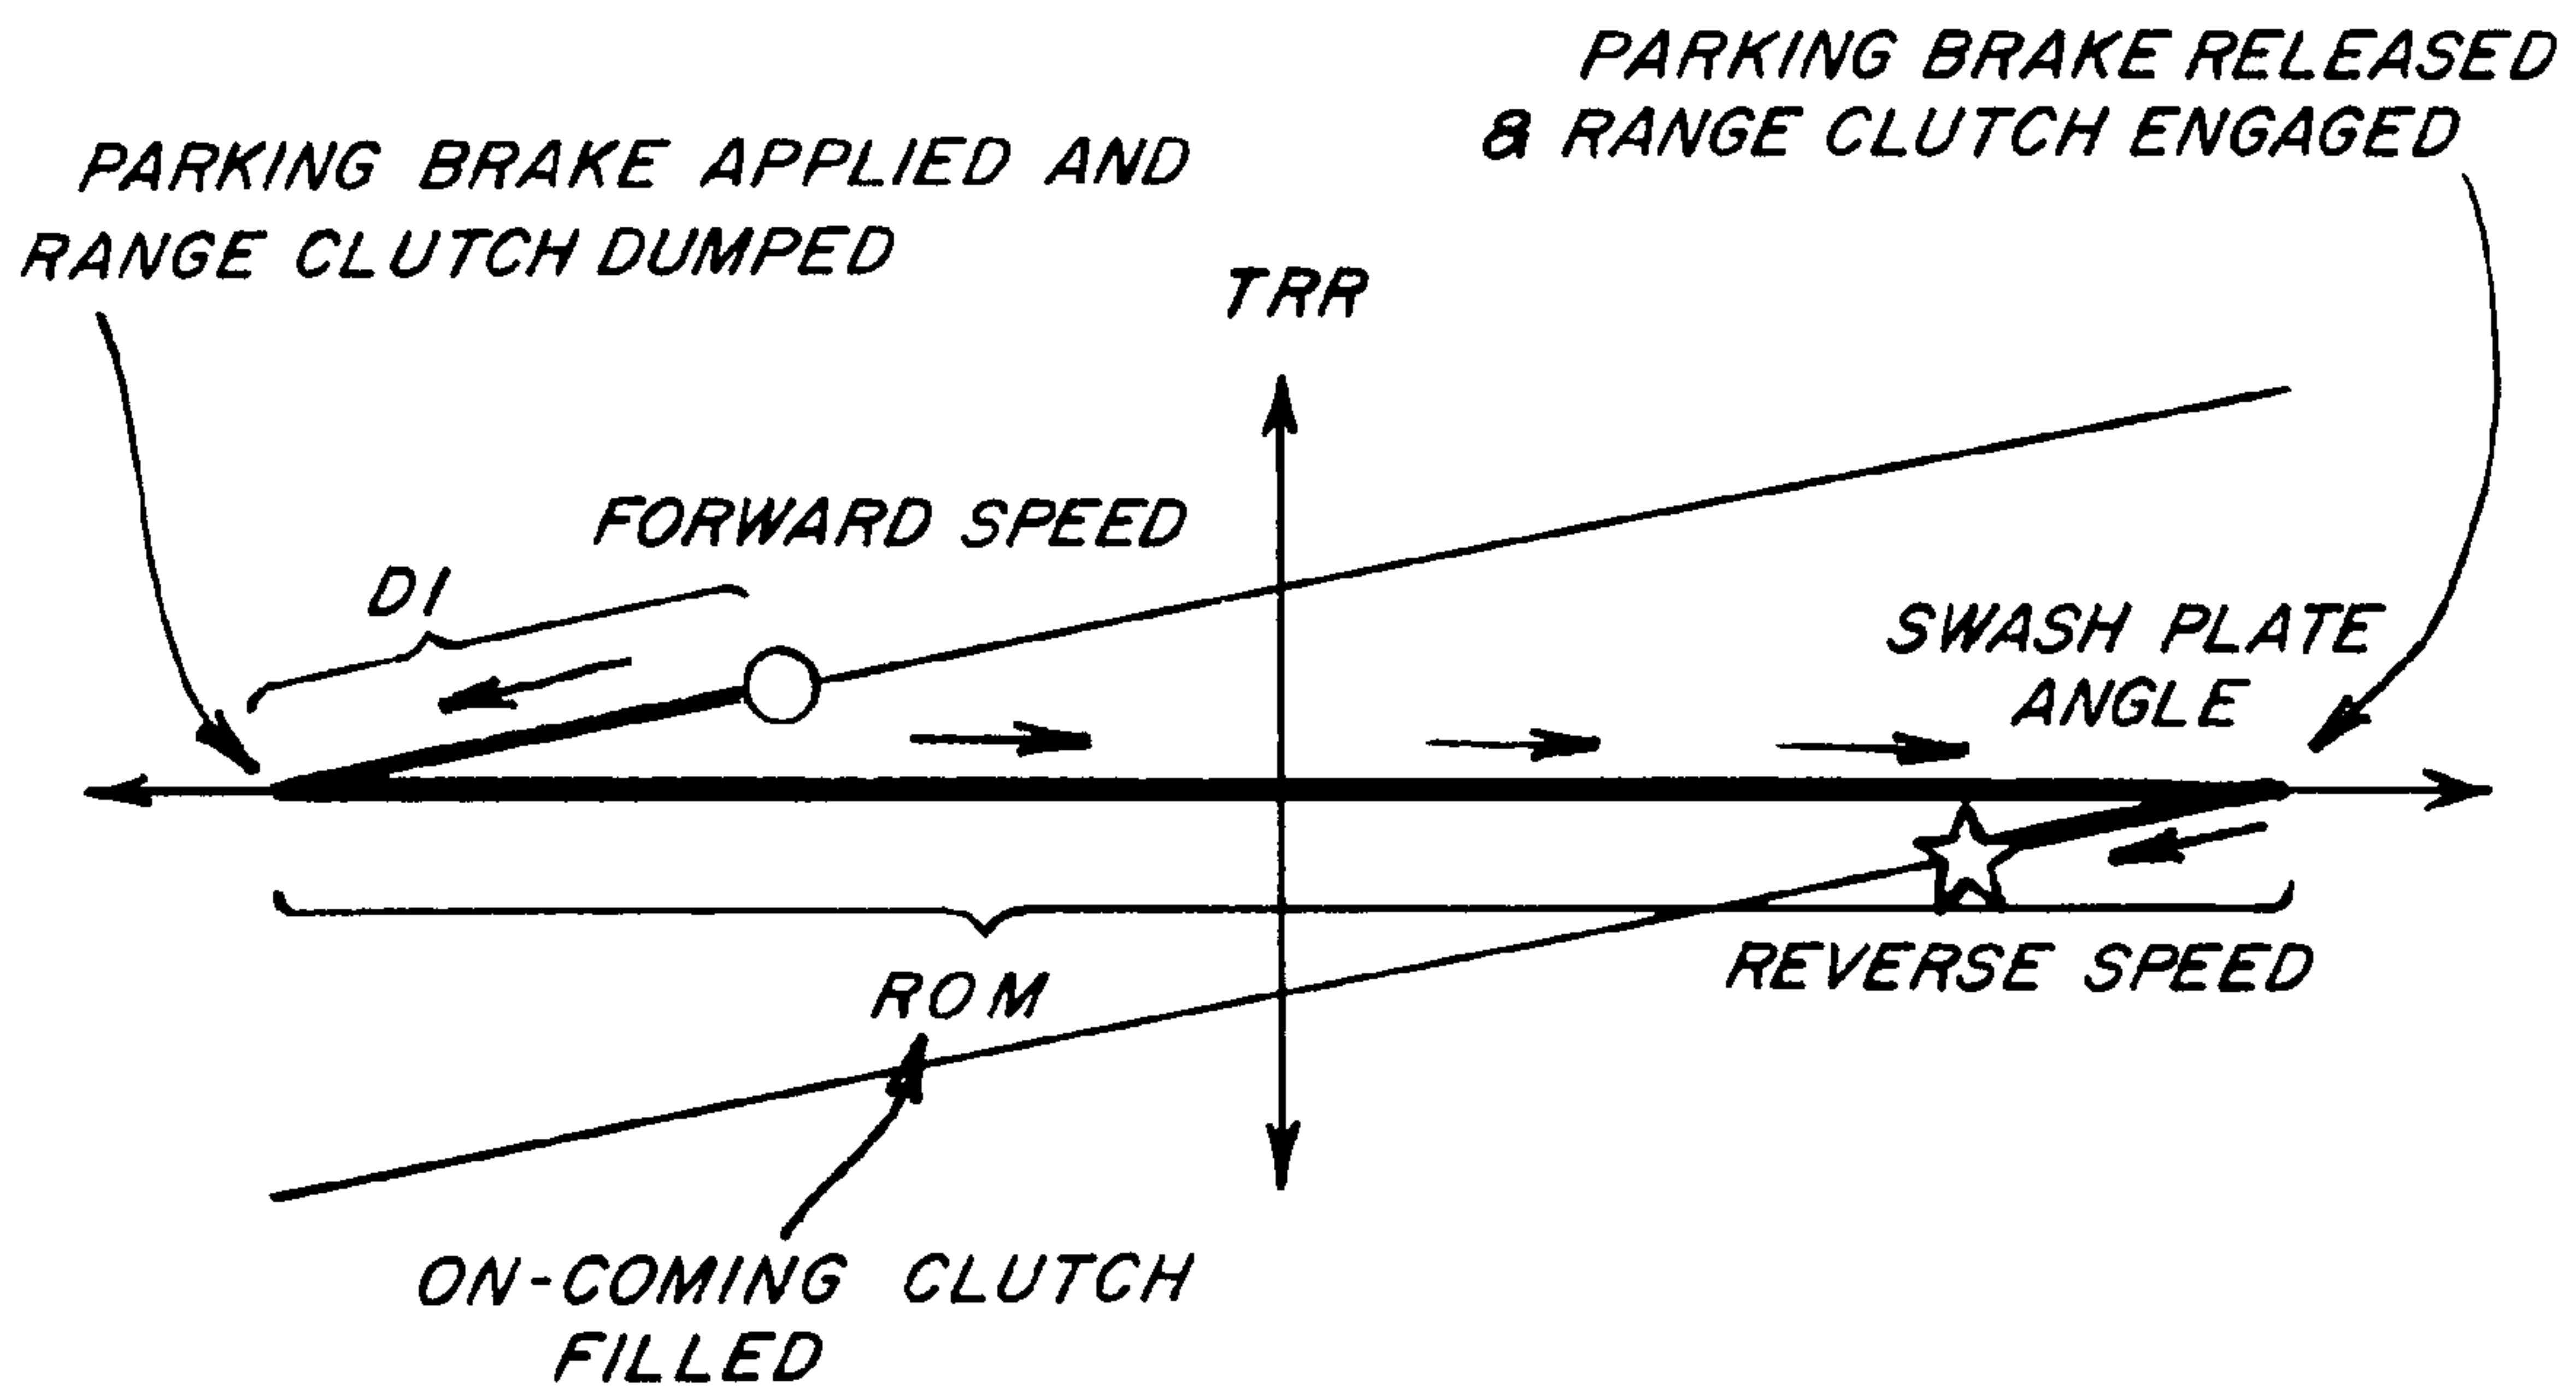 PARKING BRAKE RELEASED
& RANGE CLUTCH ENGAGED
PARKING BRAKE APPLIED AND
RANGE CLUTCH DUMPED
TRR
FORWARD SPEED
D1
SWASH PLATE
ANGLE
REVERSE SPEED
ROM
ON-COMING CLUTCH
FILLED